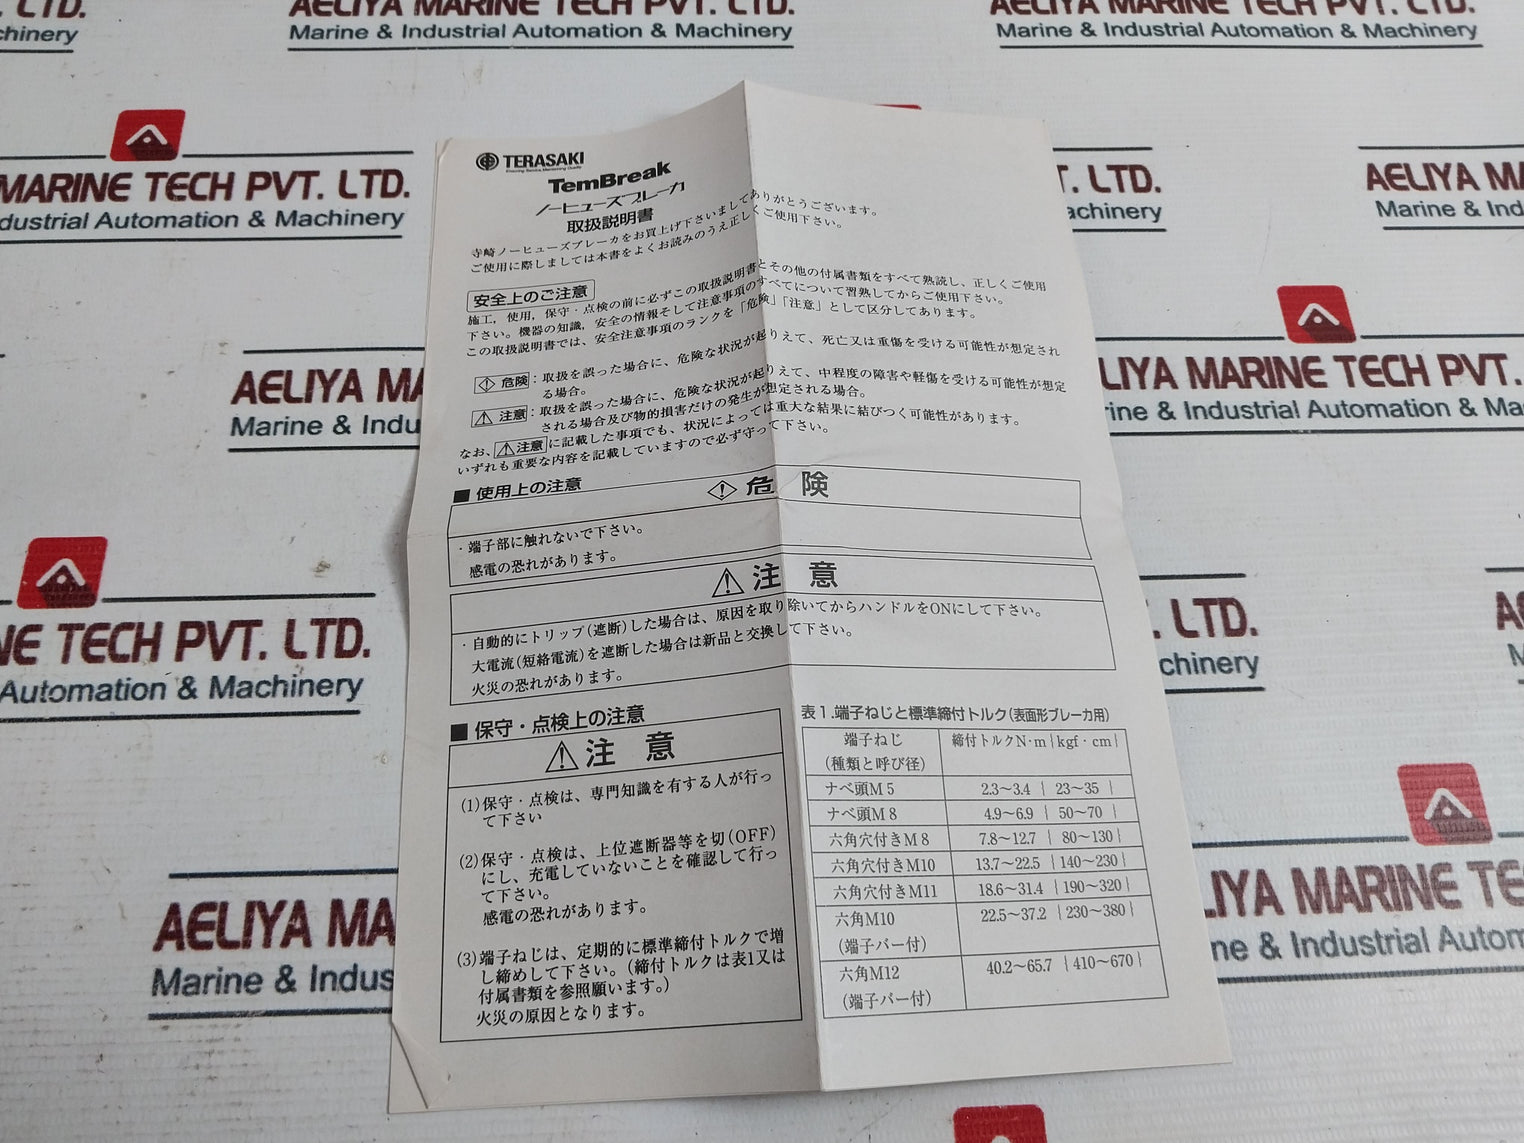 AELIYA MARINE TECH PVT. LTD.
Marine & Industrial Automation & Machinery
TERASAKI
TemBreak
ノーヒューズブレーカ
取扱説明書
寺崎ノーヒューズブレーカをお買上げ下さいましてありがとうございます。
ご使用に際しましては本書をよくお読みのうえ正しくご使用下さい。
安全上のご注意
施工，使用，保守・点検の前に必ずこの取扱説明書とその他の付属書類をすべて熟読し、正しくご使用
下さい。機器の知識，安全の情報そして注意事項のすべてについて習熟してからご使用下さい。
この取扱説明書では、安全注意事項のランクを「危険」「注意」として区分してあります。
危険：取扱を誤った場合に、危険な状況が起りえて、死亡又は重傷を受ける可能性が想定され
る場合。
注意：取扱を誤った場合に、危険な状況が起りえて、中程度の障害や軽傷を受ける可能性が想定
される場合及び物的損害だけの発生が想定される場合。
なお、注意に記載した事項でも、状況によっては重大な結果に結びつく可能性があります。
いずれも重要な内容を記載していますので必ず守って下さい。
■ 使用上の注意
危 険
・端子部に触れないで下さい。
感電の恐れがあります。
注 意
・自動的にトリップ(遮断)した場合は、原因を取り除いてからハンドルをONにして下さい。
大電流(短絡電流)を遮断した場合は新品と交換して下さい。
火災の恐れがあります。
■ 保守・点検上の注意
注 意
(1)保守・点検は、専門知識を有する人が行っ
て下さい
(2)保守・点検は、上位遮断器等を切(OFF)
にし、充電していないことを確認して行っ
て下さい。
感電の恐れがあります。
(3)端子ねじは、定期的に標準締付トルクで増
し締めして下さい。(締付トルクは表1又は
付属書類を参照願います。)
火災の原因となります。
表1.端子ねじと標準締付トルク(表面形ブレーカ用)
端子ねじ 締付トルクN·m{kgf・cm}
(種類と呼び径)
ナベ頭M5 2.3〜3.4 { 23〜35 }
ナベ頭M8 4.9〜6.9 { 50〜70 }
六角穴付きM8 7.8〜12.7 { 80〜130}
六角穴付きM10 13.7〜22.5 {140〜230}
六角穴付きM11 18.6〜31.4 {190〜320}
六角M10 22.5〜37.2 {230〜380}
(端子バー付)
六角M12 40.2〜65.7 {410〜670}
(端子バー付)